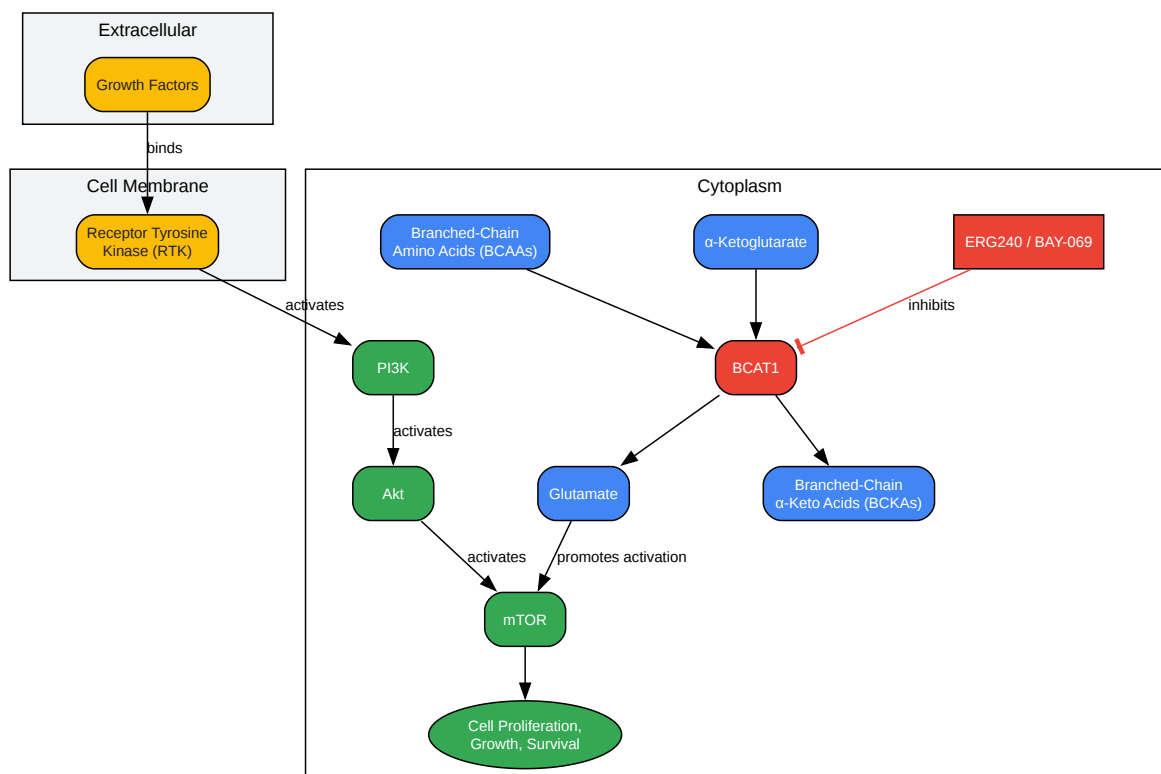 Extracellular
Growth Factors
binds
Cell Membrane
Receptor Tyrosine
Kinase (RTK)
Cytoplasm
Branched-Chain
Amino Acids (BCAAs)
α-Ketoglutarate
ERG240 / BAY-069
activates
inhibits
PI3K
BCAT1
activates
Akt
Glutamate
Branched-Chain
α-Keto Acids (BCKAs)
activates
promotes activation
mTOR
Cell Proliferation,
Growth, Survival